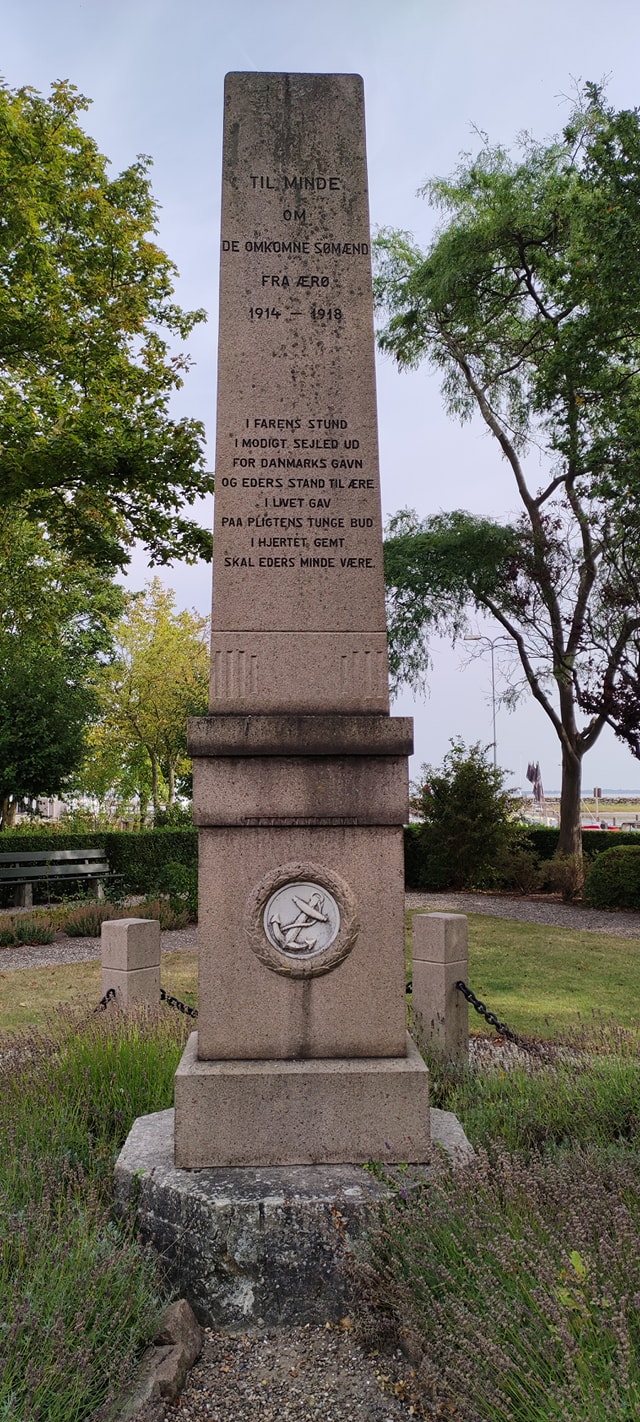 TIL MINDE
OM
DE OMKOMNE SØMÆND
FRA ÆRØ
1914 — 1918
I FARENS STUND
I MODIGT SEJLED UD
FOR DANMARKS GAVN
OG EDERS STAND TIL ÆRE.
I LIVET GAV
PAA PLIGTENS TUNGE BUD
I HJERTET GEMT
SKAL EDERS MINDE VÆRE.